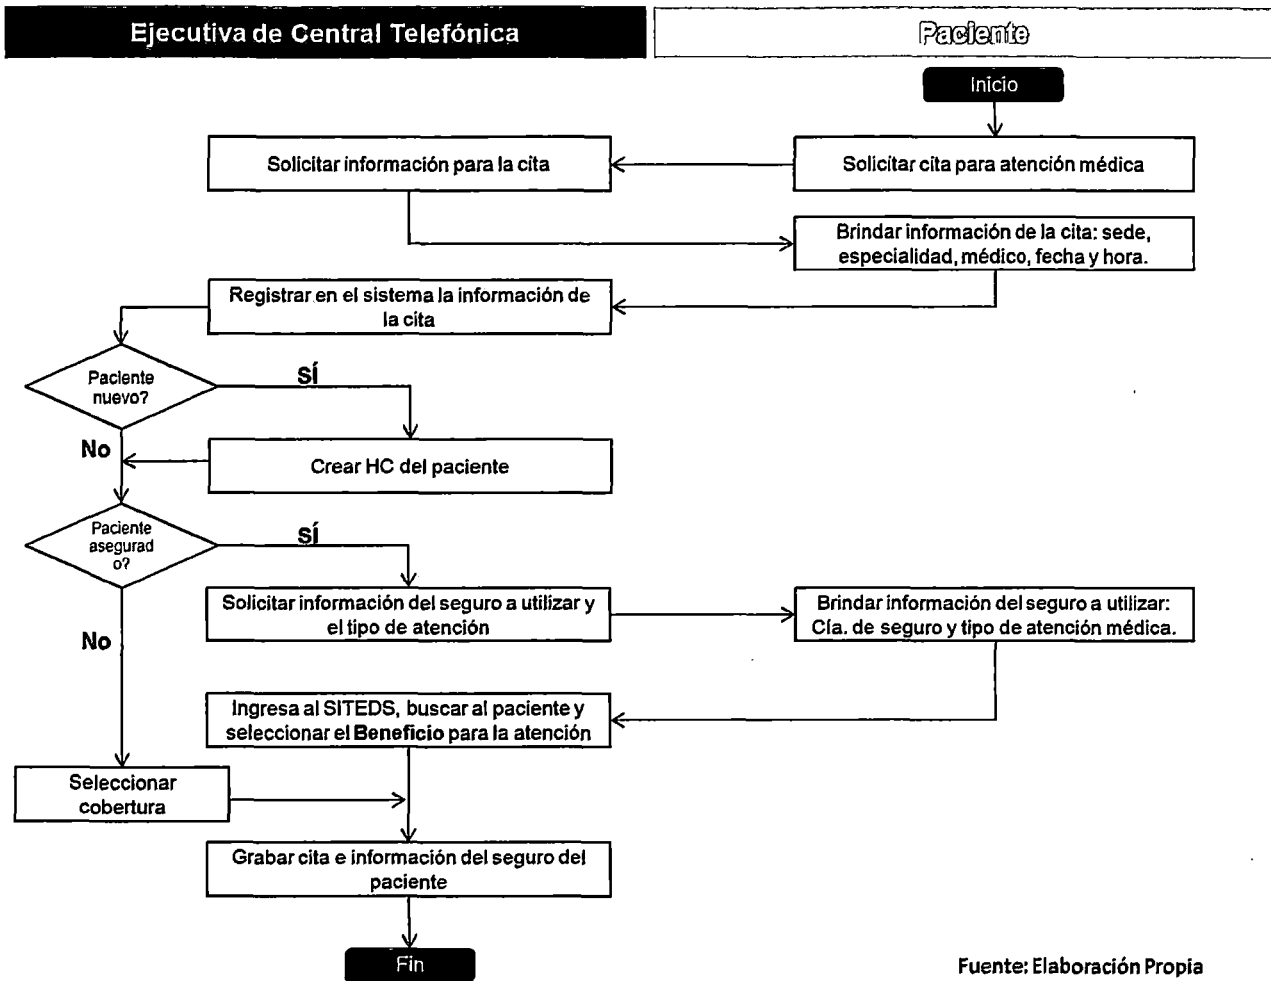 Ejecutiva de Central Telefónica
Paciente
Inicio
Solicitar información para la cita
Solicitar cita para atención médica
Brindar información de la cita: sede,
especialidad, médico, fecha y hora.
Registrar en el sistema la información de
la cita
Paciente
nuevo?
SÍ
No
Crear HC del paciente
Paciente
asegurad
o?
SÍ
No
Solicitar información del seguro a utilizar y
el tipo de atención
Brindar información del seguro a utilizar:
Cía. de seguro y tipo de atención médica.
Ingresa al SITEDS, buscar al paciente y
seleccionar el Beneficio para la atención
Seleccionar
cobertura
Grabar cita e información del seguro del
paciente
Fin
Fuente: Elaboración Propia